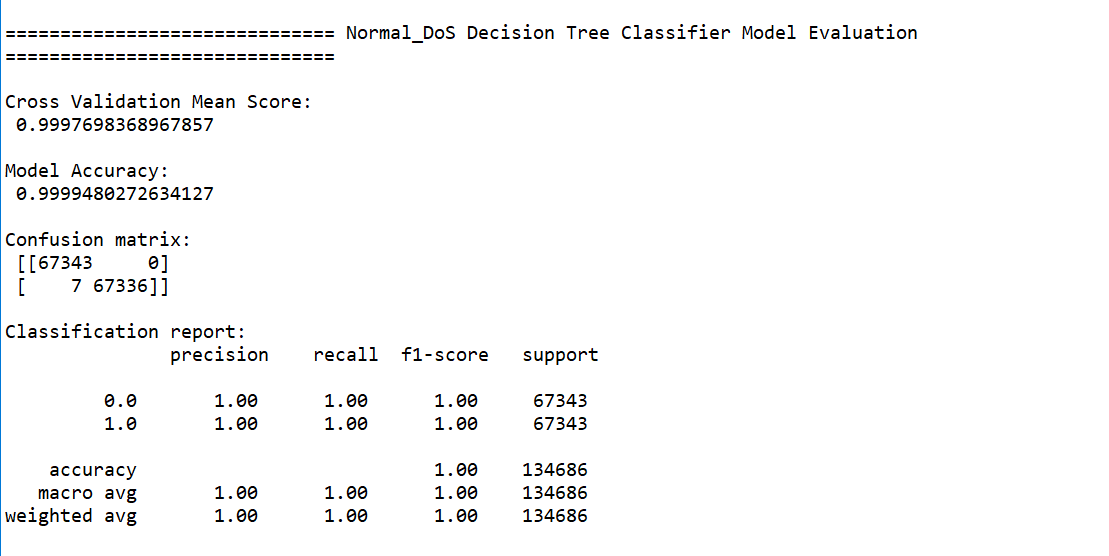 ============================== Normal_DoS Decision Tree Classifier Model Evaluation
==============================
Cross Validation Mean Score:
 0.9997698368967857
Model Accuracy:
 0.9999480272634127
Confusion matrix:
 [[67343     0]
 [    7 67336]]
Classification report:
               precision    recall  f1-score   support
         0.0       1.00      1.00      1.00     67343
         1.0       1.00      1.00      1.00     67343
    accuracy                           1.00    134686
   macro avg       1.00      1.00      1.00    134686
weighted avg       1.00      1.00      1.00    134686